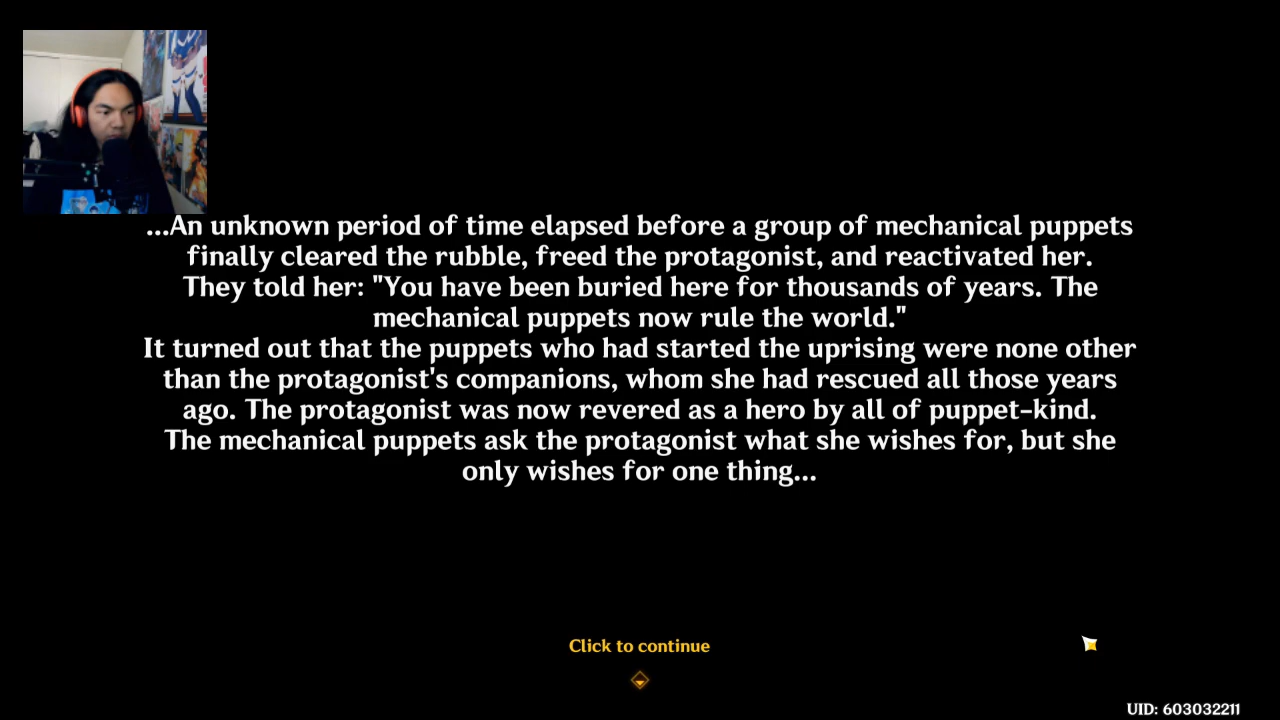 ...An unknown period of time elapsed before a group of mechanical puppets
finally cleared the rubble, freed the protagonist, and reactivated her.
They told her: "You have been buried here for thousands of years. The
mechanical puppets now rule the world."
It turned out that the puppets who had started the uprising were none other
than the protagonist's companions, whom she had rescued all those years
ago. The protagonist was now revered as a hero by all of puppet-kind.
The mechanical puppets ask the protagonist what she wishes for, but she
only wishes for one thing...
Click to continue
UID: 603032211